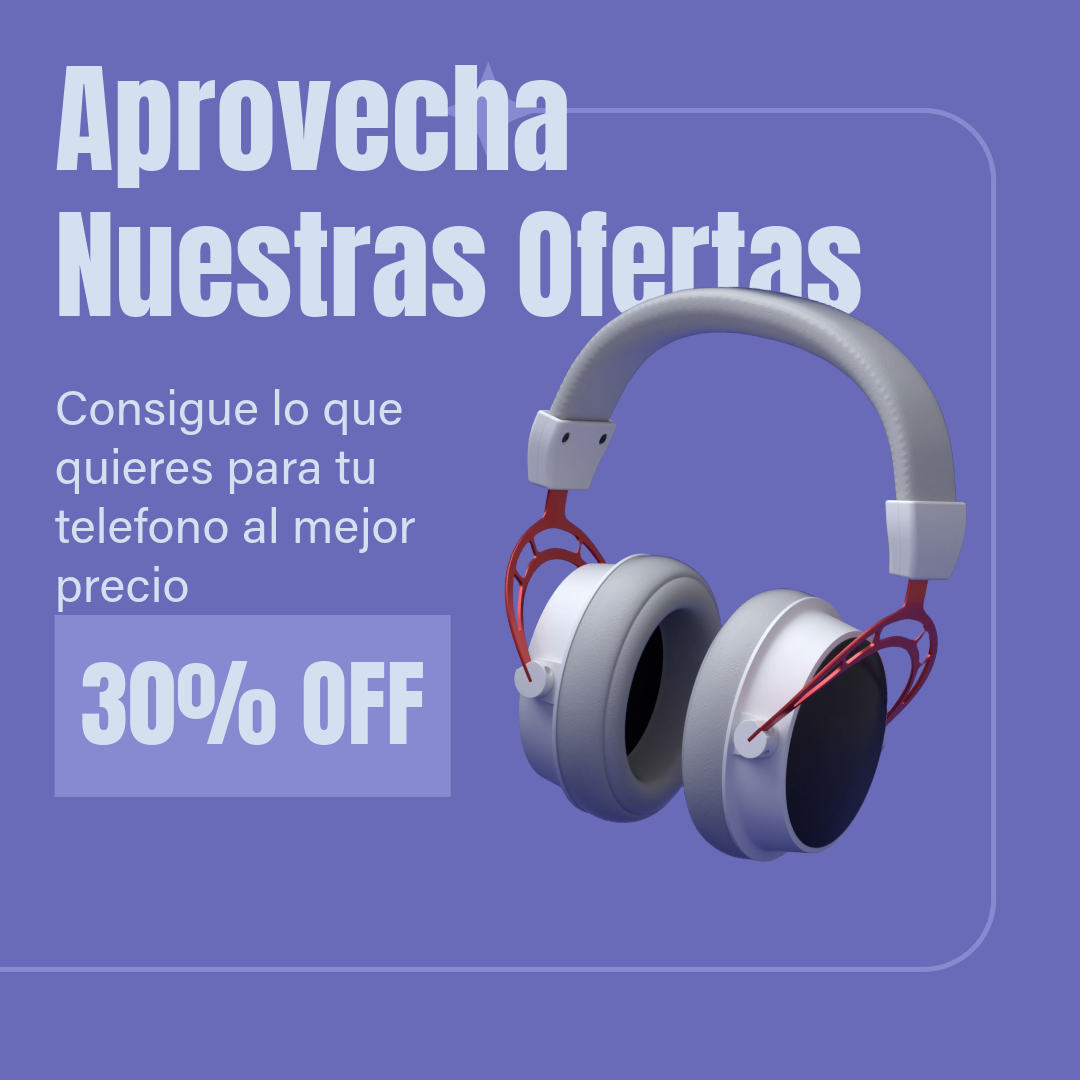 Aprovecha
Nuestras Ofertas
Consigue lo que
quieres para tu
telefono al mejor
precio
30% OFF